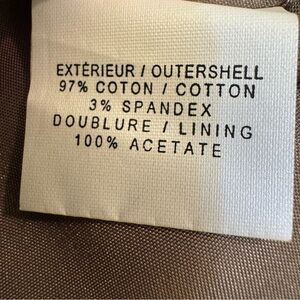 EXTÉRIEUR / OUTERSHELL
97% COTON / COTTON
3% SPANDEX
DOUBLURE / LINING
100% ACETATE